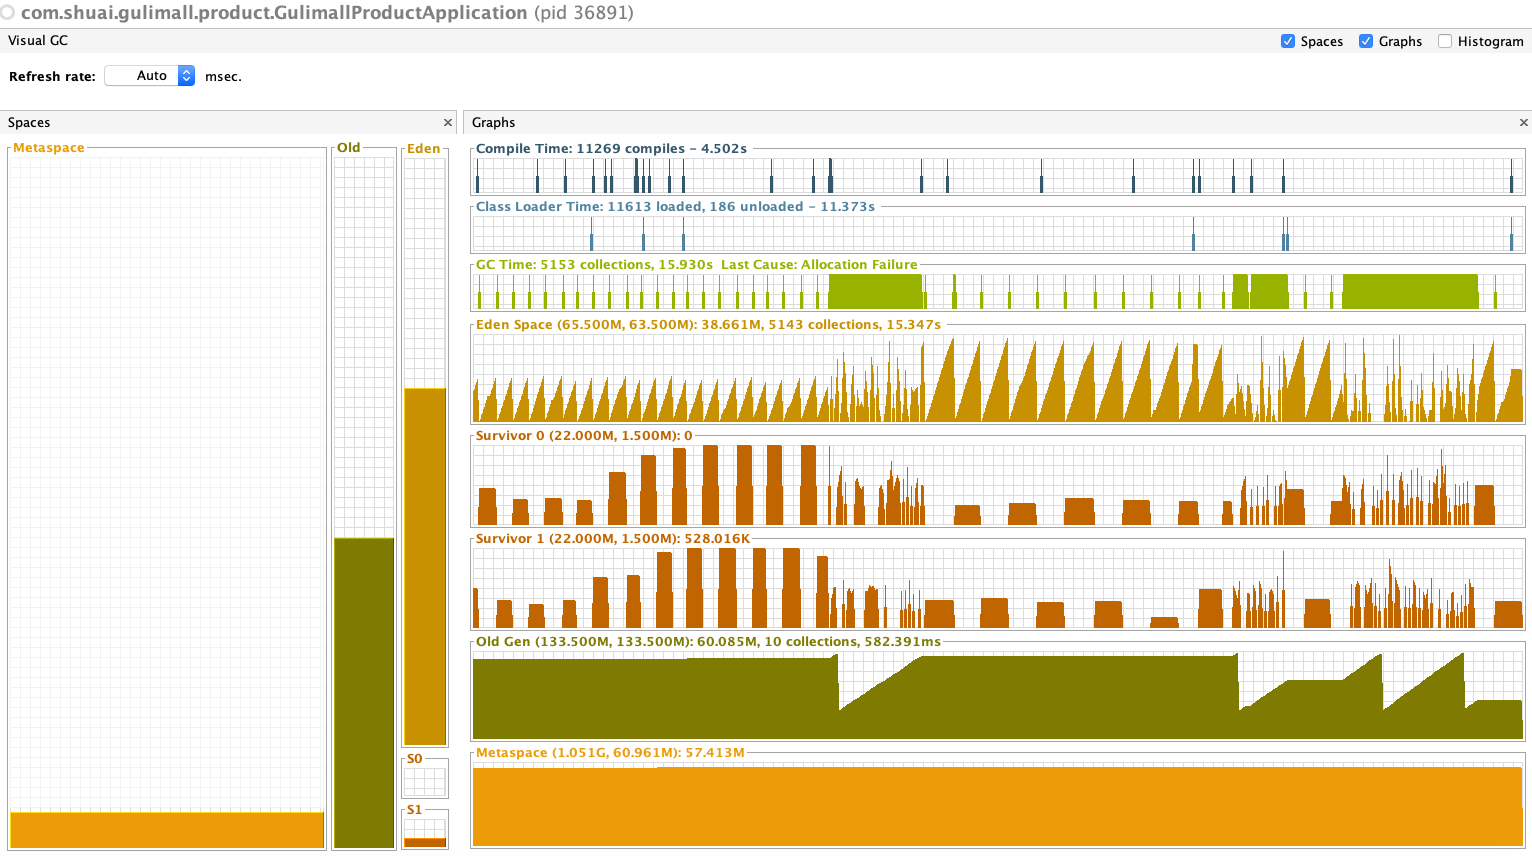 com.shuai.gulimall.product.GulimallProductApplication (pid 36891)
Visual GC
Spaces
Graphs
Histogram
Refresh rate: Auto msec.
Spaces
Metaspace
Old
Eden
S0
S1
Graphs
Compile Time: 11269 compiles - 4.502s
Class Loader Time: 11613 loaded, 186 unloaded - 11.373s
GC Time: 5153 collections, 15.930s Last Cause: Allocation Failure
Eden Space (65.500M, 63.500M): 38.661M, 5143 collections, 15.347s
Survivor 0 (22.000M, 1.500M): 0
Survivor 1 (22.000M, 1.500M): 528.016K
Old Gen (133.500M, 133.500M): 60.085M, 10 collections, 582.391ms
Metaspace (1.051G, 60.961M): 57.413M